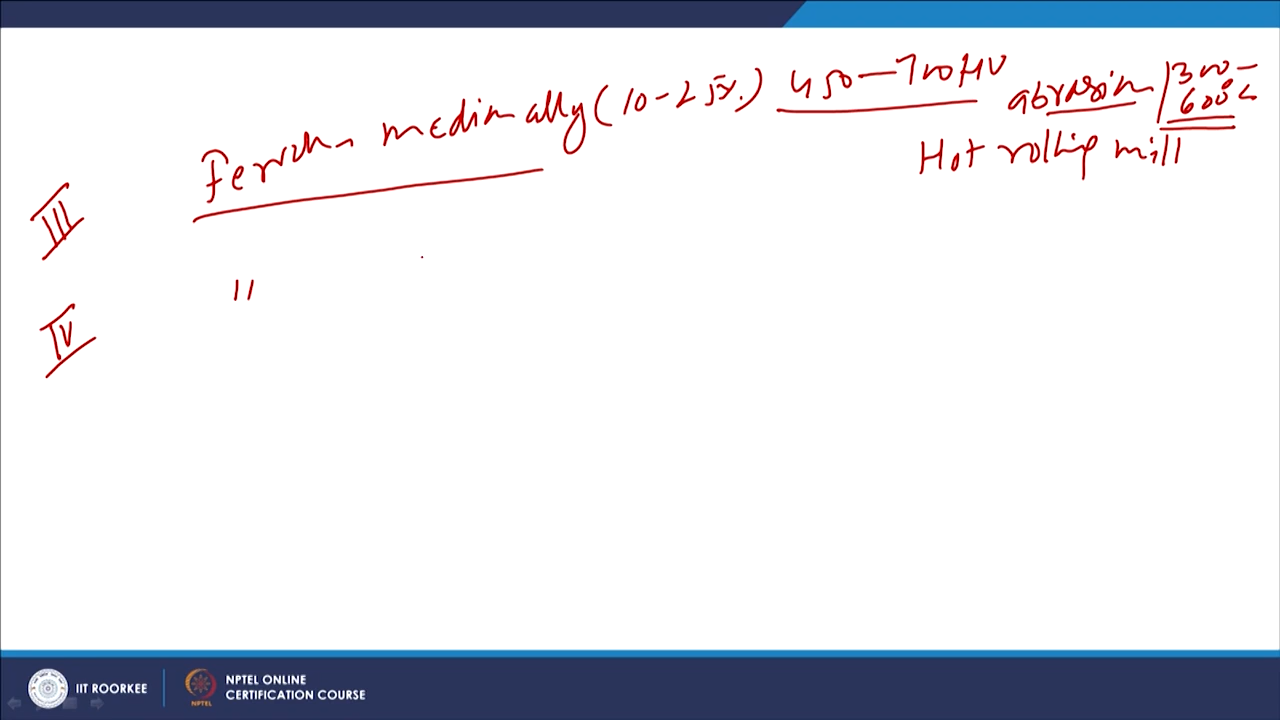 III Ferrous medium alloy (10-25%.) 450-700HV abrasion / 300-
600°C
Hot rolling mill
IV "
IIT ROORKEE
NPTEL ONLINE
CERTIFICATION COURSE
NPTEL